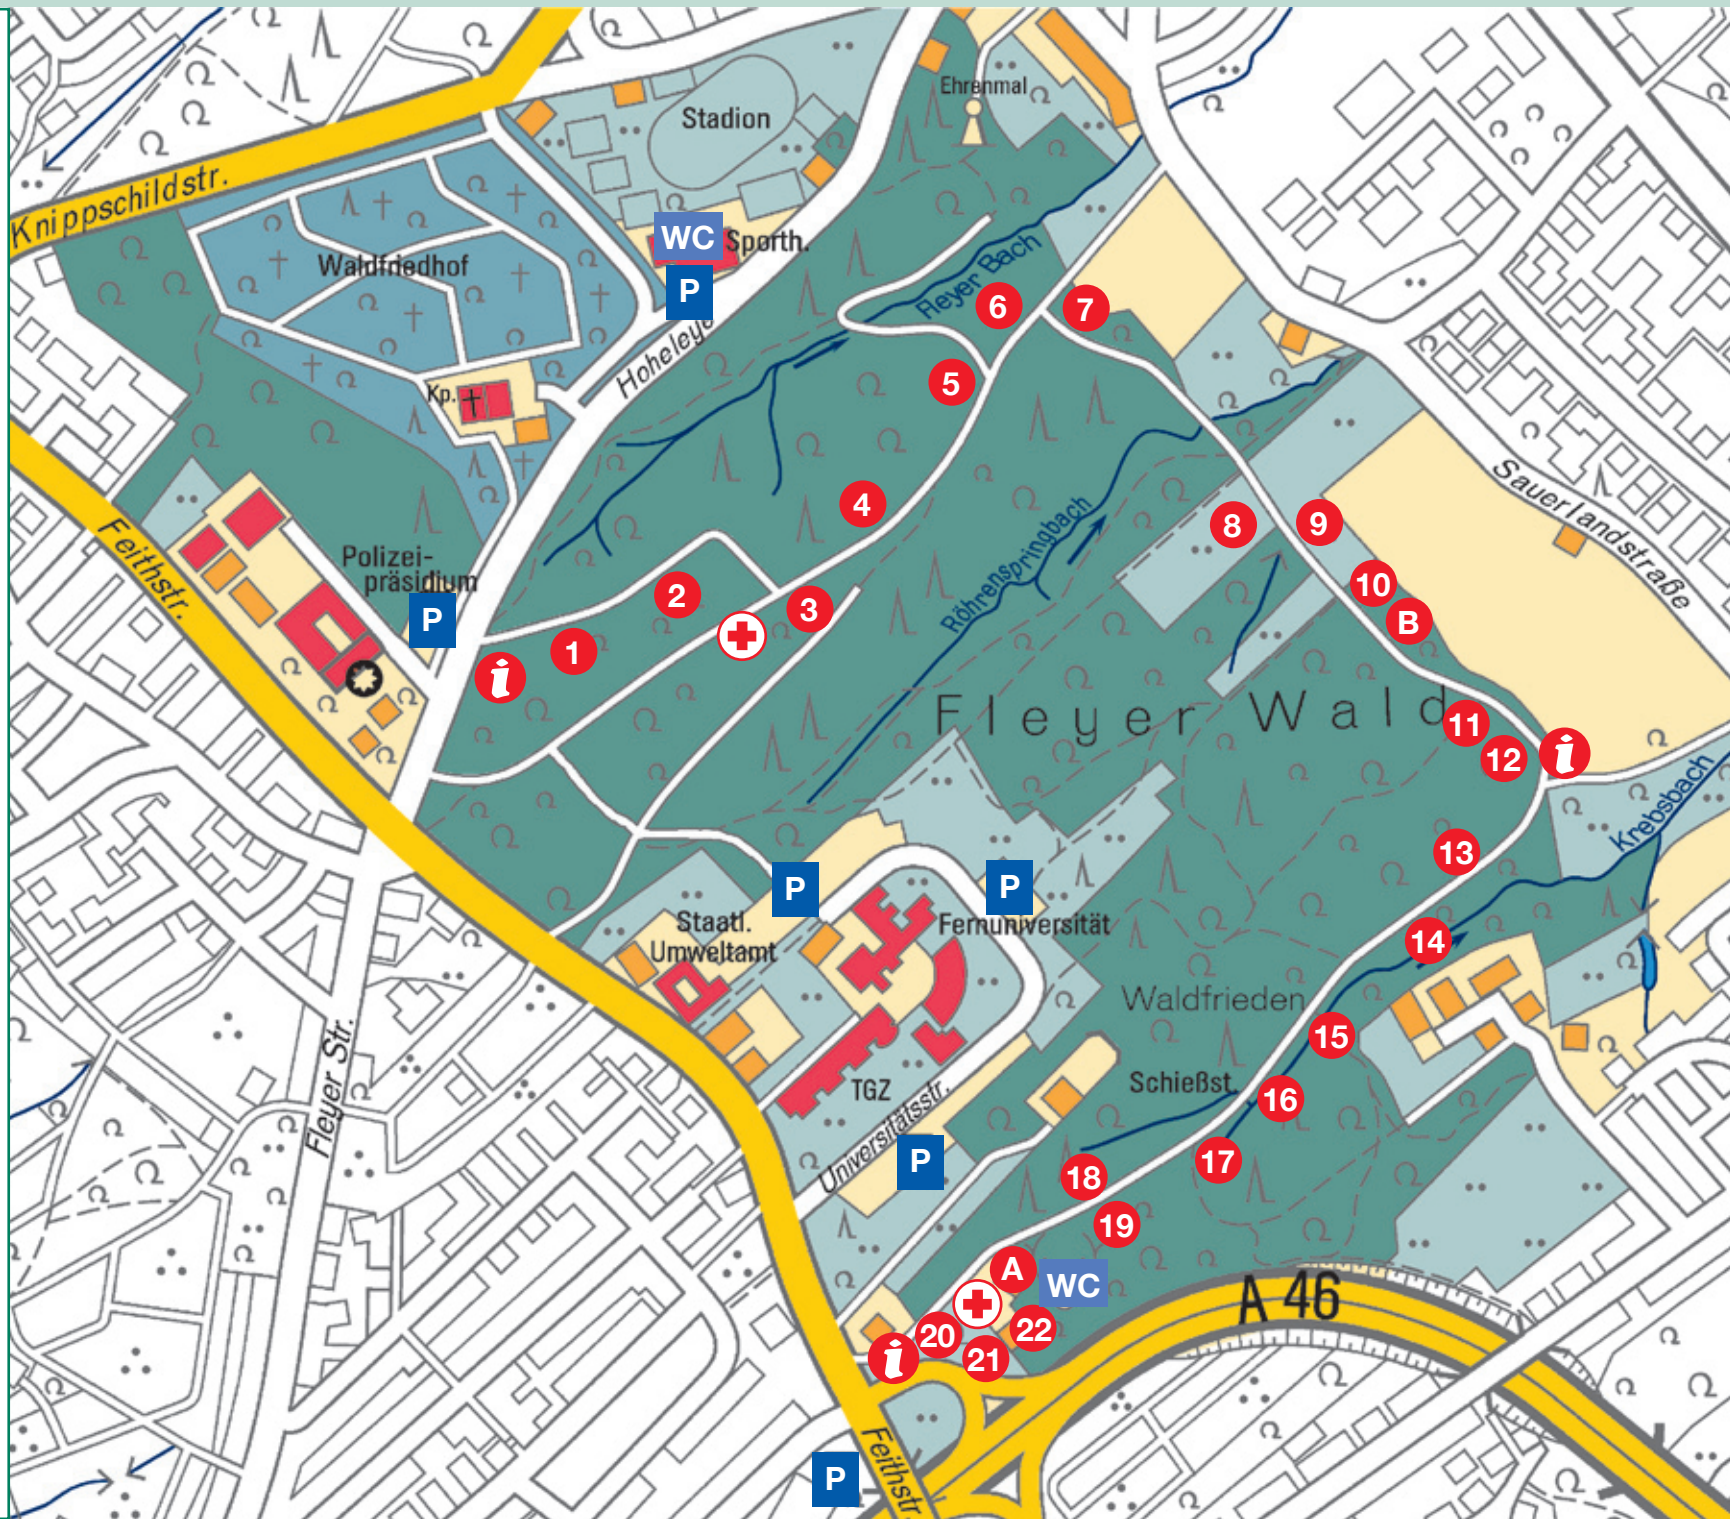 Ehrenmal
Stadion
Knippschildstr.
WC
Sporth.
Waldfriedhof
P
Fleyer Bach
6
7
Hoheleye
Kp.
5
Sauerlandstraße
4
Röhrenspringbach
8
9
Feithstr.
Polizei-
präsidium
P
10
B
2
3
1
i
Fleyer Wald
11
12
i
Krebsbach
13
P
P
Staatl.
Umweltamt
Fernuniversität
14
Waldfrieden
15
Fleyer Str.
TGZ
Schießst.
16
Universitätsstr.
P
17
18
19
A
WC
A 46
20
22
21
i
Feithstr.
P